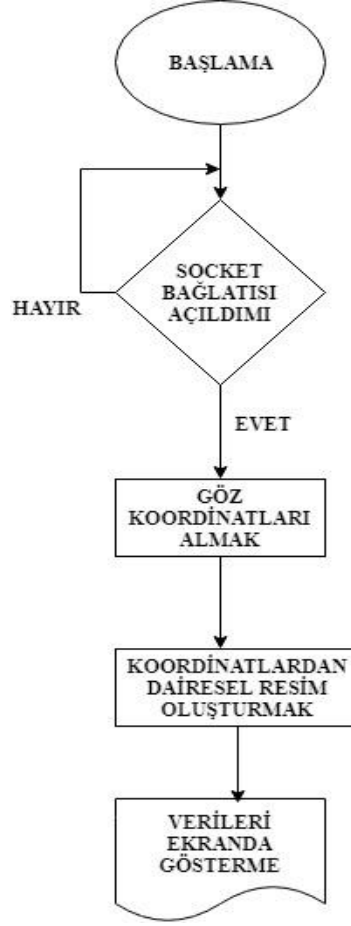 BAŞLAMA
SOCKET
BAĞLATISI
AÇILDIMI
HAYIR
EVET
GÖZ
KOORDİNATLARI
ALMAK
KOORDİNATLARDAN
DAİRESEL RESİM
OLUŞTURMAK
VERİLERİ
EKRANDA
GÖSTERME